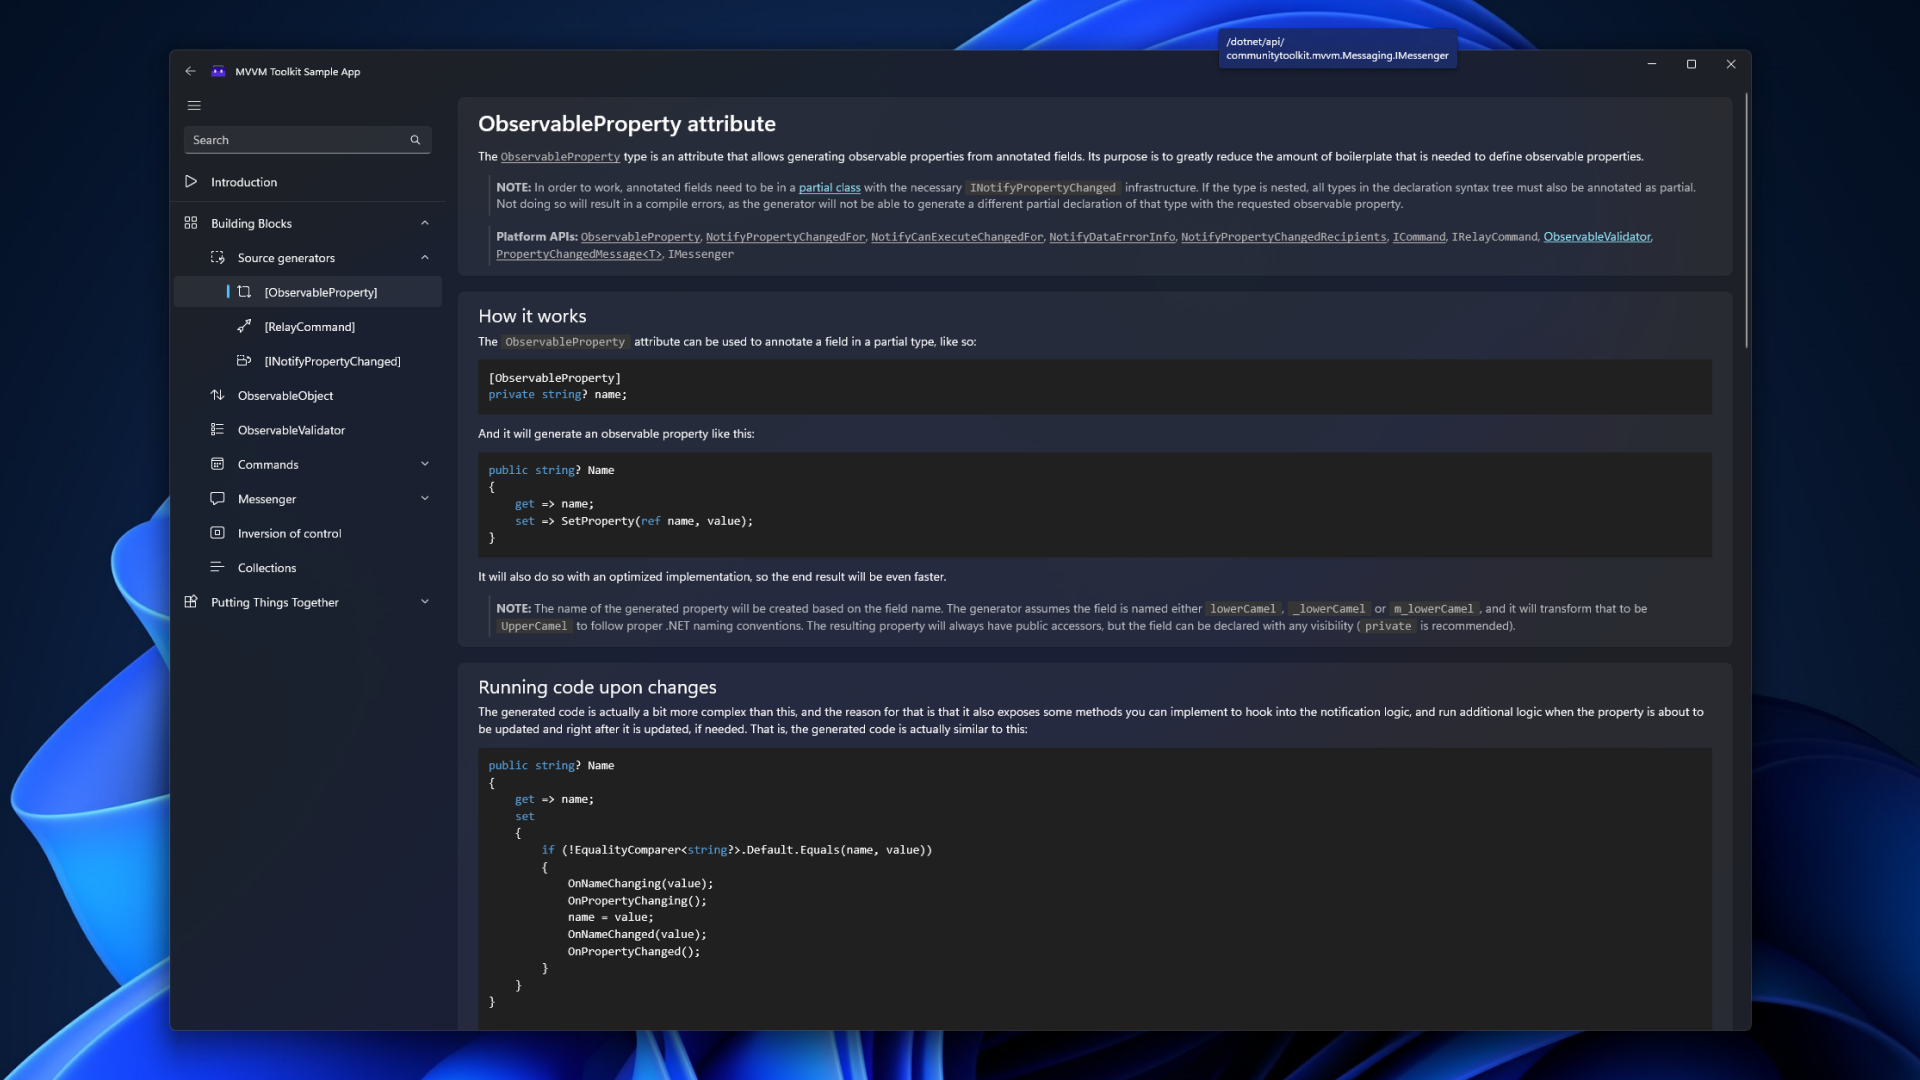 /dotnet/api/
communitytoolkit.mvvm.Messaging.IMessenger
MVVM Toolkit Sample App
Search
Introduction
Building Blocks
Source generators
[ObservableProperty]
[RelayCommand]
[INotifyPropertyChanged]
ObservableObject
ObservableValidator
Commands
Messenger
Inversion of control
Collections
Putting Things Together
ObservableProperty attribute
The ObservableProperty type is an attribute that allows generating observable properties from annotated fields. Its purpose is to greatly reduce the amount of boilerplate that is needed to define observable properties.
NOTE: In order to work, annotated fields need to be in a partial class with the necessary INotifyPropertyChanged infrastructure. If the type is nested, all types in the declaration syntax tree must also be annotated as partial.
Not doing so will result in a compile errors, as the generator will not be able to generate a different partial declaration of that type with the requested observable property.
Platform APIs: ObservableProperty, NotifyPropertyChangedFor, NotifyCanExecuteChangedFor, NotifyDataErrorInfo, NotifyPropertyChangedRecipients, ICommand, IRelayCommand, ObservableValidator,
PropertyChangedMessage<T>, IMessenger
How it works
The ObservableProperty attribute can be used to annotate a field in a partial type, like so:
[ObservableProperty]
private string? name;
And it will generate an observable property like this:
public string? Name
{
get => name;
set => SetProperty(ref name, value);
}
It will also do so with an optimized implementation, so the end result will be even faster.
NOTE: The name of the generated property will be created based on the field name. The generator assumes the field is named either lowerCamel, _lowerCamel or m_lowerCamel, and it will transform that to be
UpperCamel to follow proper .NET naming conventions. The resulting property will always have public accessors, but the field can be declared with any visibility (private is recommended).
Running code upon changes
The generated code is actually a bit more complex than this, and the reason for that is that it also exposes some methods you can implement to hook into the notification logic, and run additional logic when the property is about to
be updated and right after it is updated, if needed. That is, the generated code is actually similar to this:
public string? Name
{
get => name;
set
{
if (!EqualityComparer<string?>.Default.Equals(name, value))
{
OnNameChanging(value);
OnPropertyChanging();
name = value;
OnNameChanged(value);
OnPropertyChanged();
}
}
}